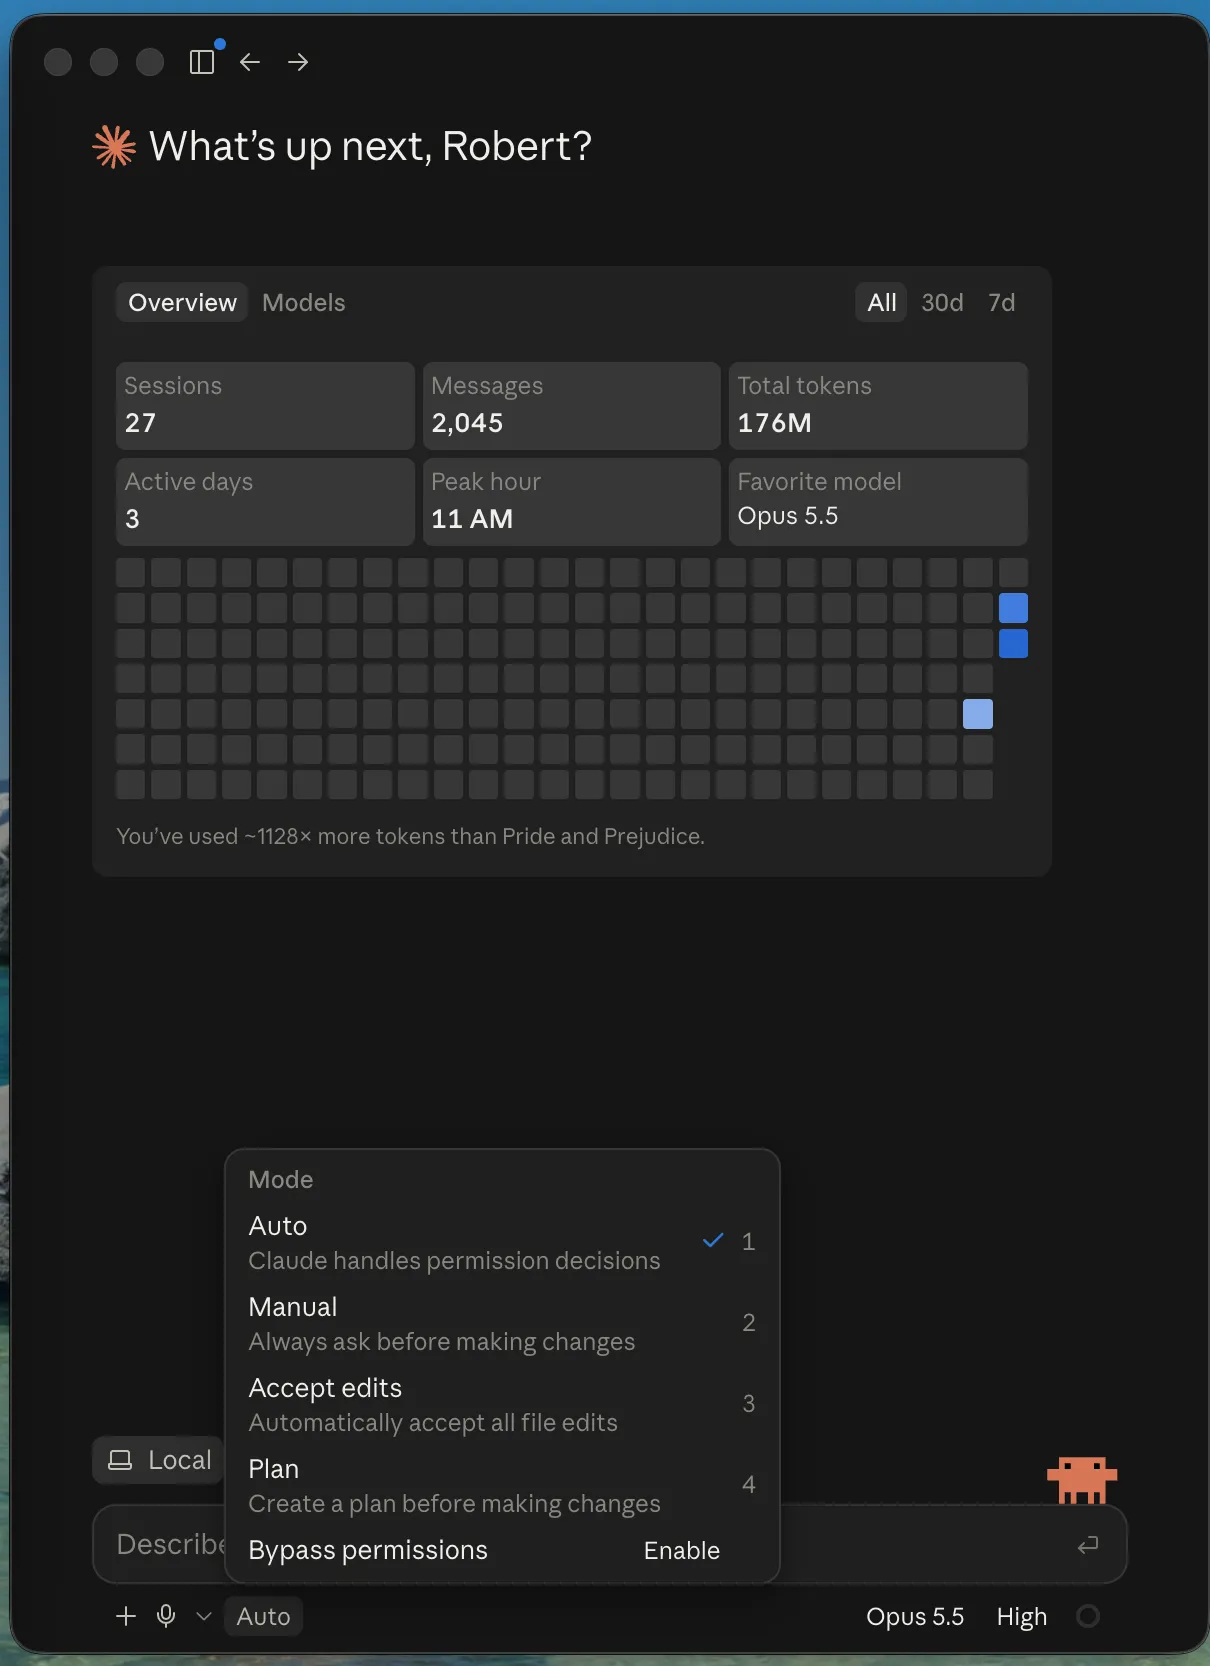 What's up next, Robert?
Overview Models All 30d 7d
Sessions Messages Total tokens
27 2,045 176M
Active days Peak hour Favorite model
3 11 AM Opus 5.5
You've used ~1128× more tokens than Pride and Prejudice.
Mode
Auto
Claude handles permission decisions
1
Manual
Always ask before making changes
2
Accept edits
Automatically accept all file edits
3
Plan
Create a plan before making changes
4
Bypass permissions Enable
Local
Describe
Auto Opus 5.5 High